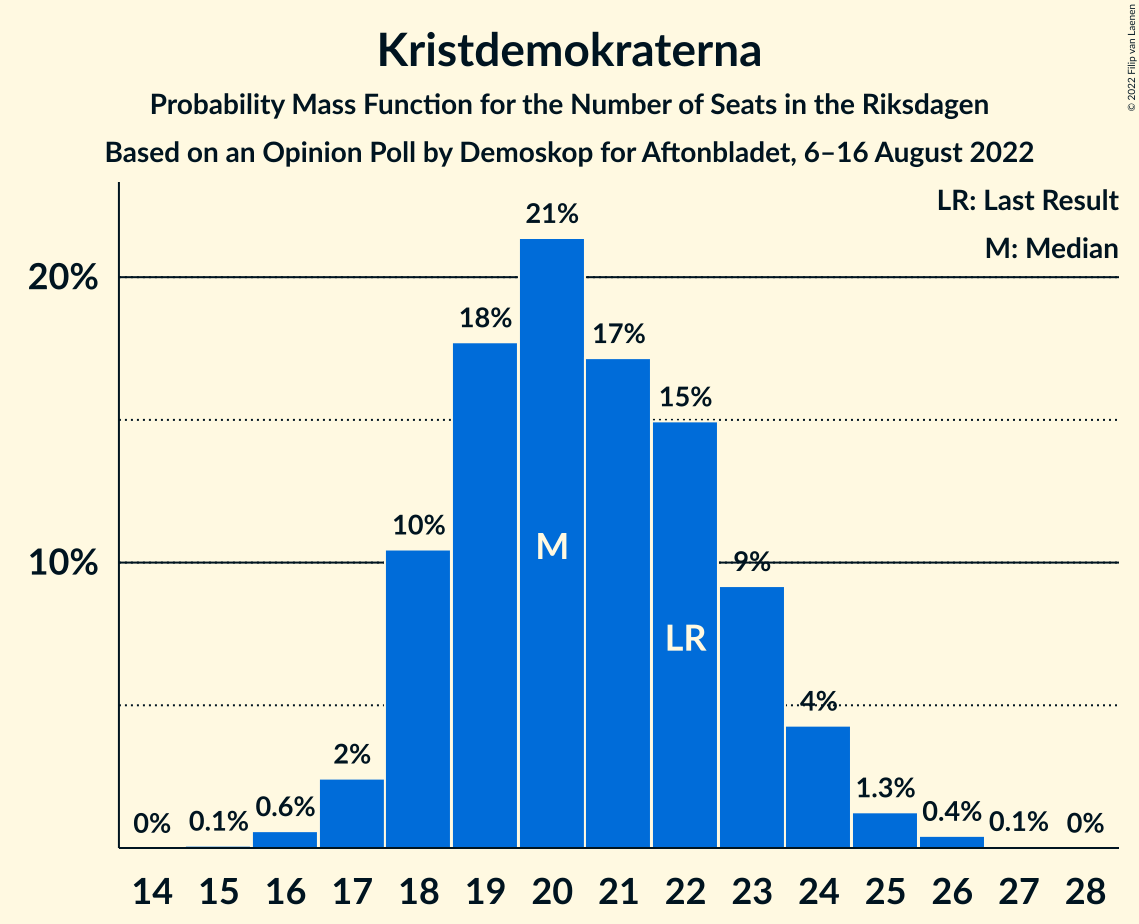 Kristdemokraterna
Probability Mass Function for the Number of Seats in the Riksdagen
Based on an Opinion Poll by Demoskop for Aftonbladet, 6–16 August 2022
© 2022 Filip van Laenen
LR: Last Result
M: Median
20%
10%
0%
0.1%
0.6%
2%
10%
18%
21%
17%
15%
9%
4%
1.3%
0.4%
0.1%
0%
M
LR
14 15 16 17 18 19 20 21 22 23 24 25 26 27 28